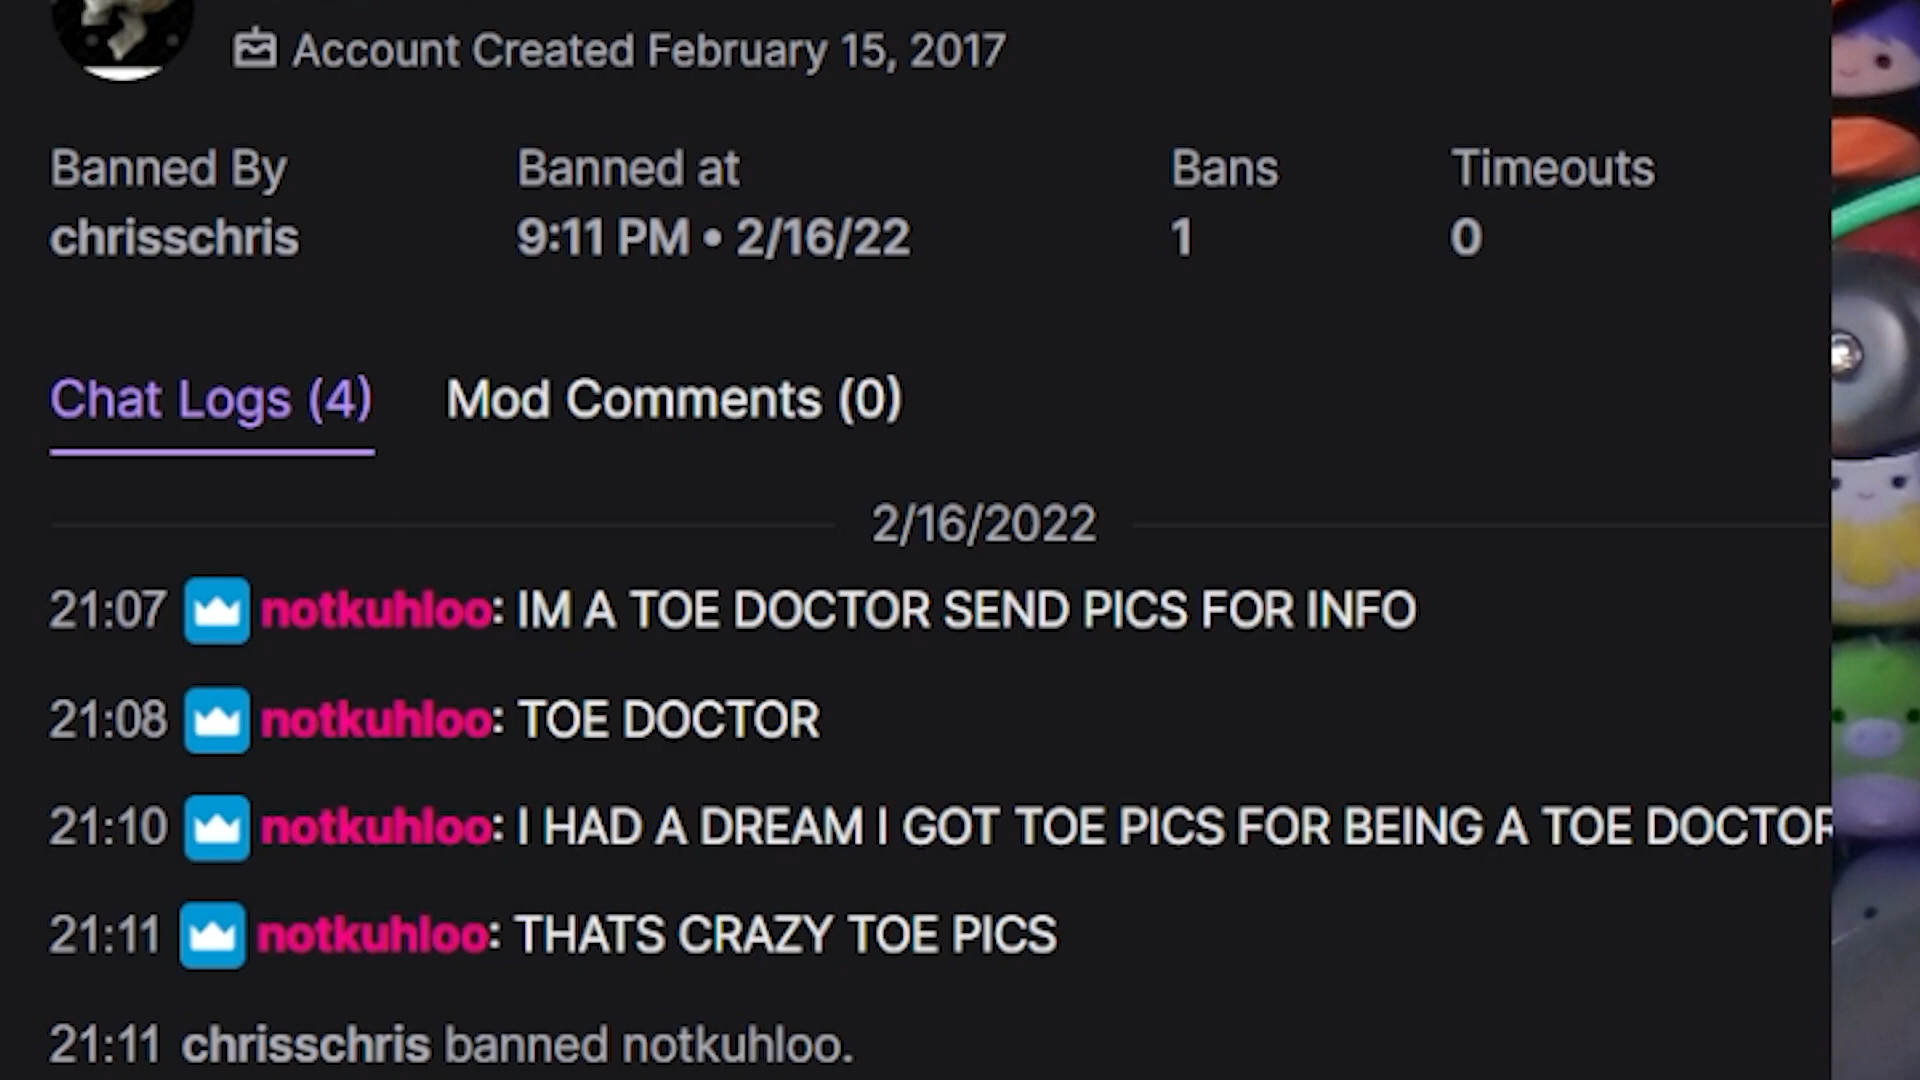 Account Created February 15, 2017
Banned By Banned at Bans Timeouts
chrisschris 9:11 PM • 2/16/22 1 0
Chat Logs (4) Mod Comments (0)
2/16/2022
21:07 notkuhloo: IM A TOE DOCTOR SEND PICS FOR INFO
21:08 notkuhloo: TOE DOCTOR
21:10 notkuhloo: I HAD A DREAM I GOT TOE PICS FOR BEING A TOE DOCTOR
21:11 notkuhloo: THATS CRAZY TOE PICS
21:11 chrisschris banned notkuhloo.